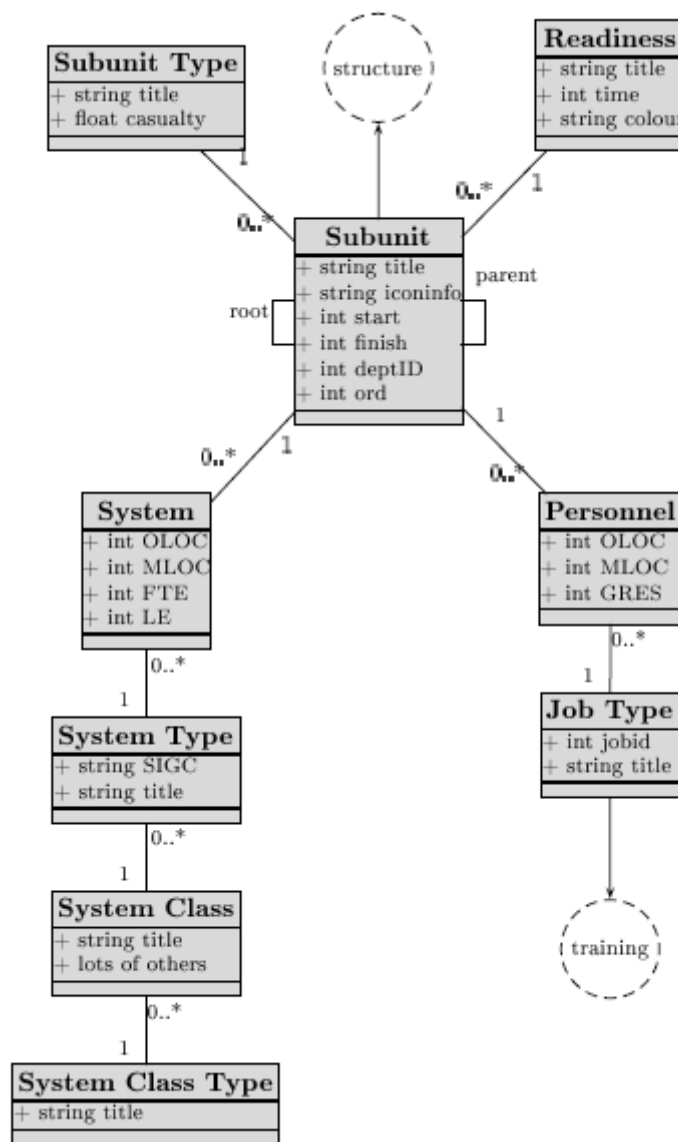 structure
Readiness
+ string title
+ int time
+ string colour
Subunit Type
+ string title
+ float casualty
1
0..*
0..*
1
Subunit
+ string title
+ string iconinfo
+ int start
+ int finish
+ int deptID
+ int ord
root
parent
0..*
1
1
0..*
System
+ int OLOC
+ int MLOC
+ int FTE
+ int LE
Personnel
+ int OLOC
+ int MLOC
+ int GRES
0..*
1
0..*
1
System Type
+ string SIGC
+ string title
Job Type
+ int jobid
+ string title
0..*
1
System Class
+ string title
+ lots of others
training
0..*
1
System Class Type
+ string title